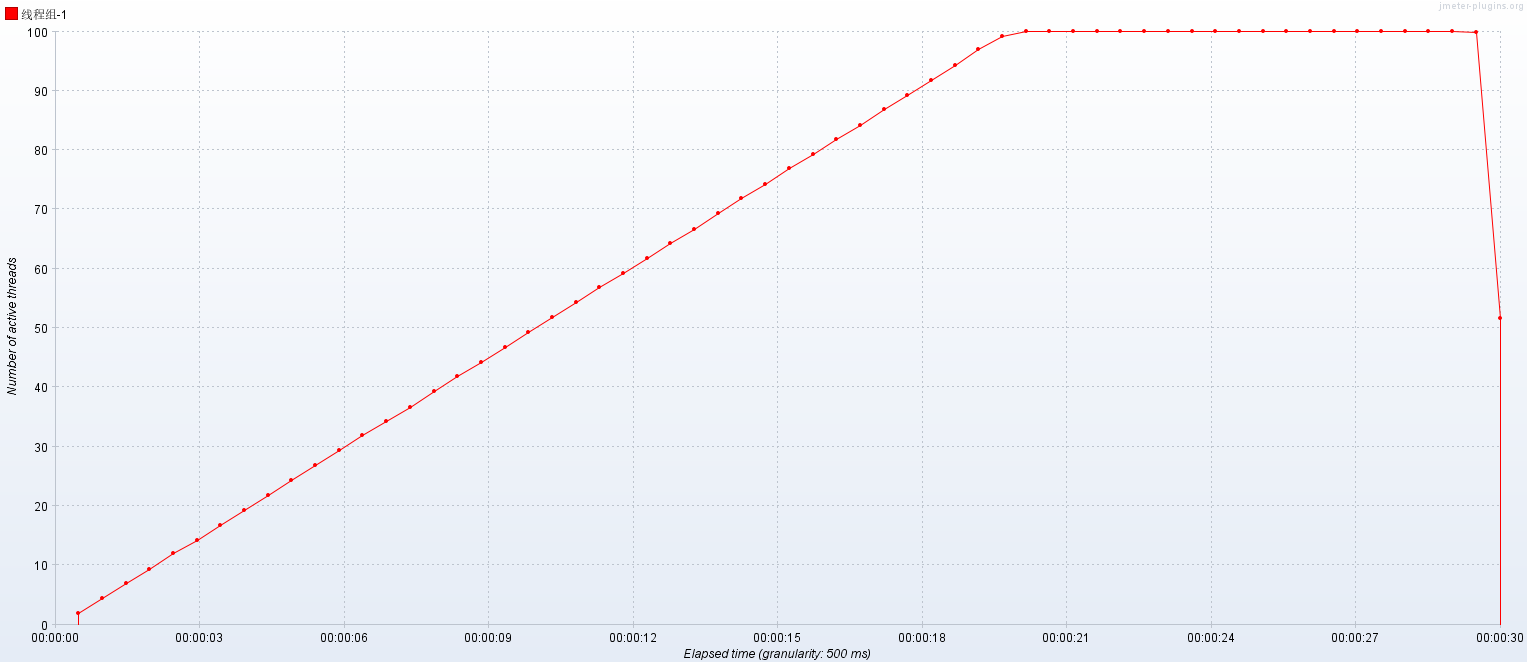 jmeter-plugins.org
线程组-1
100
90
80
70
60
50
40
30
20
10
0
Number of active threads
00:00:00 00:00:03 00:00:06 00:00:09 00:00:12 00:00:15 00:00:18 00:00:21 00:00:24 00:00:27 00:00:30
Elapsed time (granularity: 500 ms)